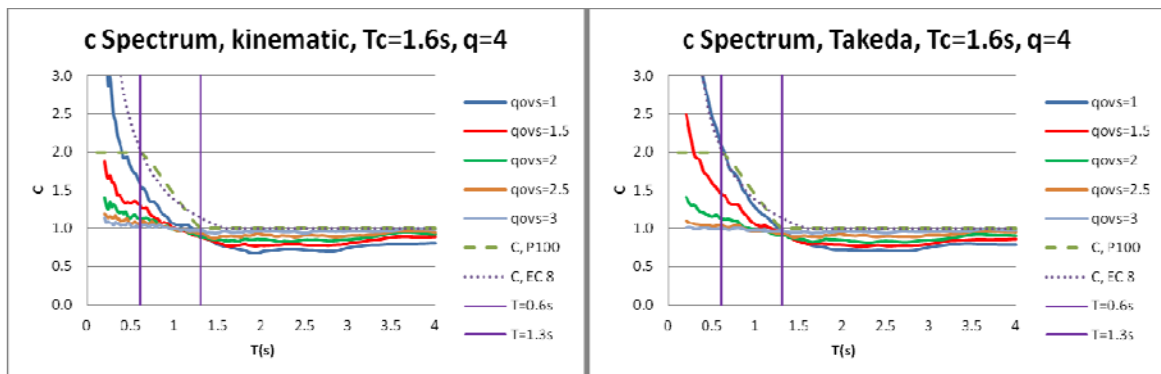 c Spectrum, kinematic, Tc=1.6s, q=4
3.0
2.5
2.0
1.5
1.0
0.5
0.0
C
0 0.5 1 1.5 2 2.5 3 3.5 4
T(s)
qovs=1
qovs=1.5
qovs=2
qovs=2.5
qovs=3
C, P100
C, EC 8
T=0.6s
T=1.3s
c Spectrum, Takeda, Tc=1.6s, q=4
3.0
2.5
2.0
1.5
1.0
0.5
0.0
C
0 0.5 1 1.5 2 2.5 3 3.5 4
T(s)
qovs=1
qovs=1.5
qovs=2
qovs=2.5
qovs=3
C, P100
C, EC 8
T=0.6s
T=1.3s